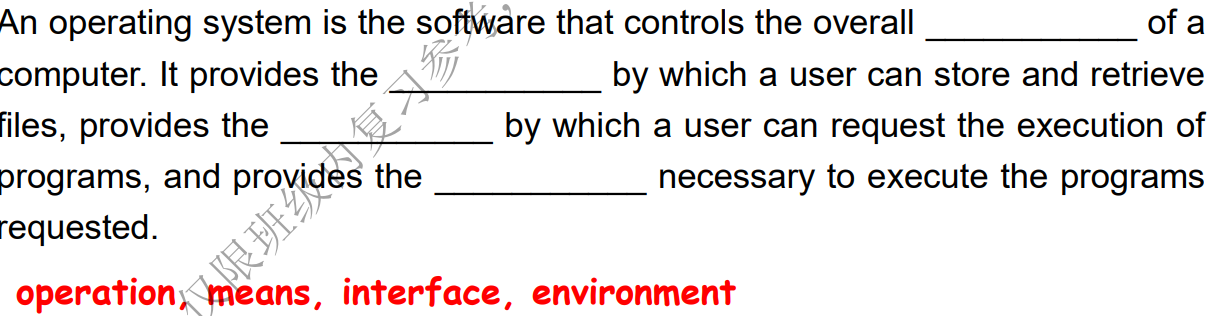 An operating system is the software that controls the overall ___________ of a
computer. It provides the ___________ by which a user can store and retrieve
files, provides the ___________ by which a user can request the execution of
programs, and provides the ___________ necessary to execute the programs
requested.
operation, means, interface, environment
仅限班级内复习参考,